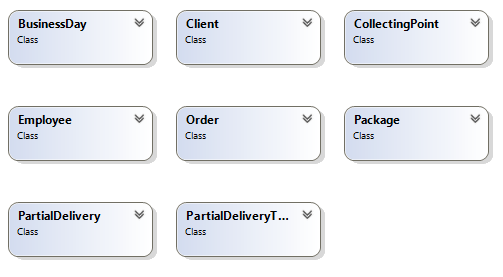 BusinessDay
Class
Client
Class
CollectingPoint
Class
Employee
Class
Order
Class
Package
Class
PartialDelivery
Class
PartialDeliveryT...
Class